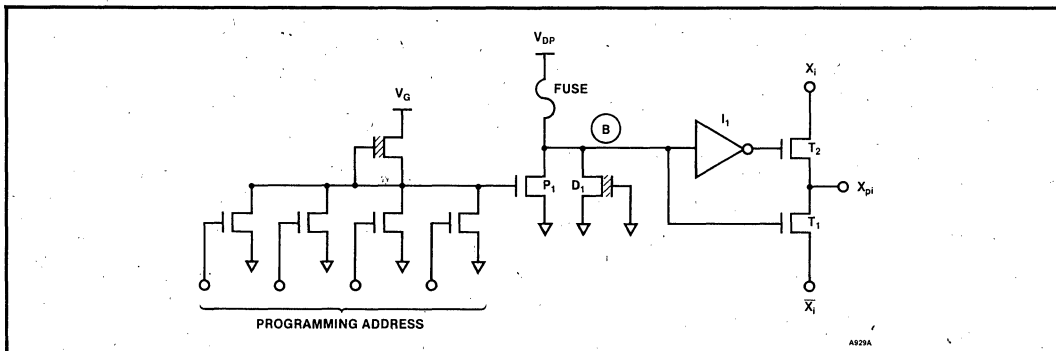 V_DP
X_i
FUSE
V_G
B
I_1
T_2
P_1
D_1
X_pi
T_1
X̅_i
PROGRAMMING ADDRESS
A929A